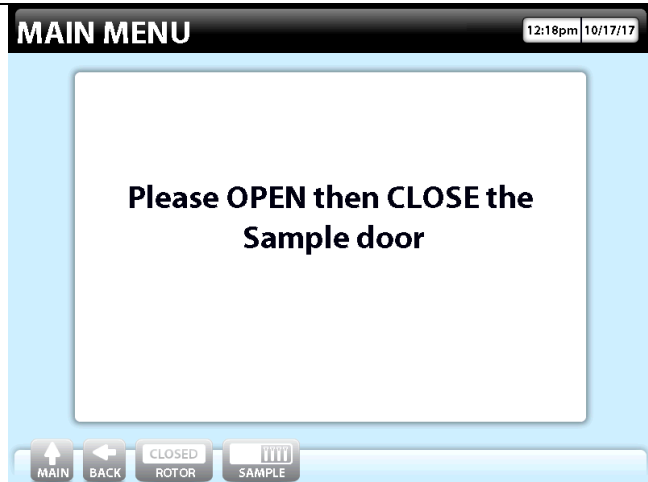 MAIN MENU
12:18pm 10/17/17
Please OPEN then CLOSE the
Sample door
MAIN
BACK
CLOSED
ROTOR
SAMPLE